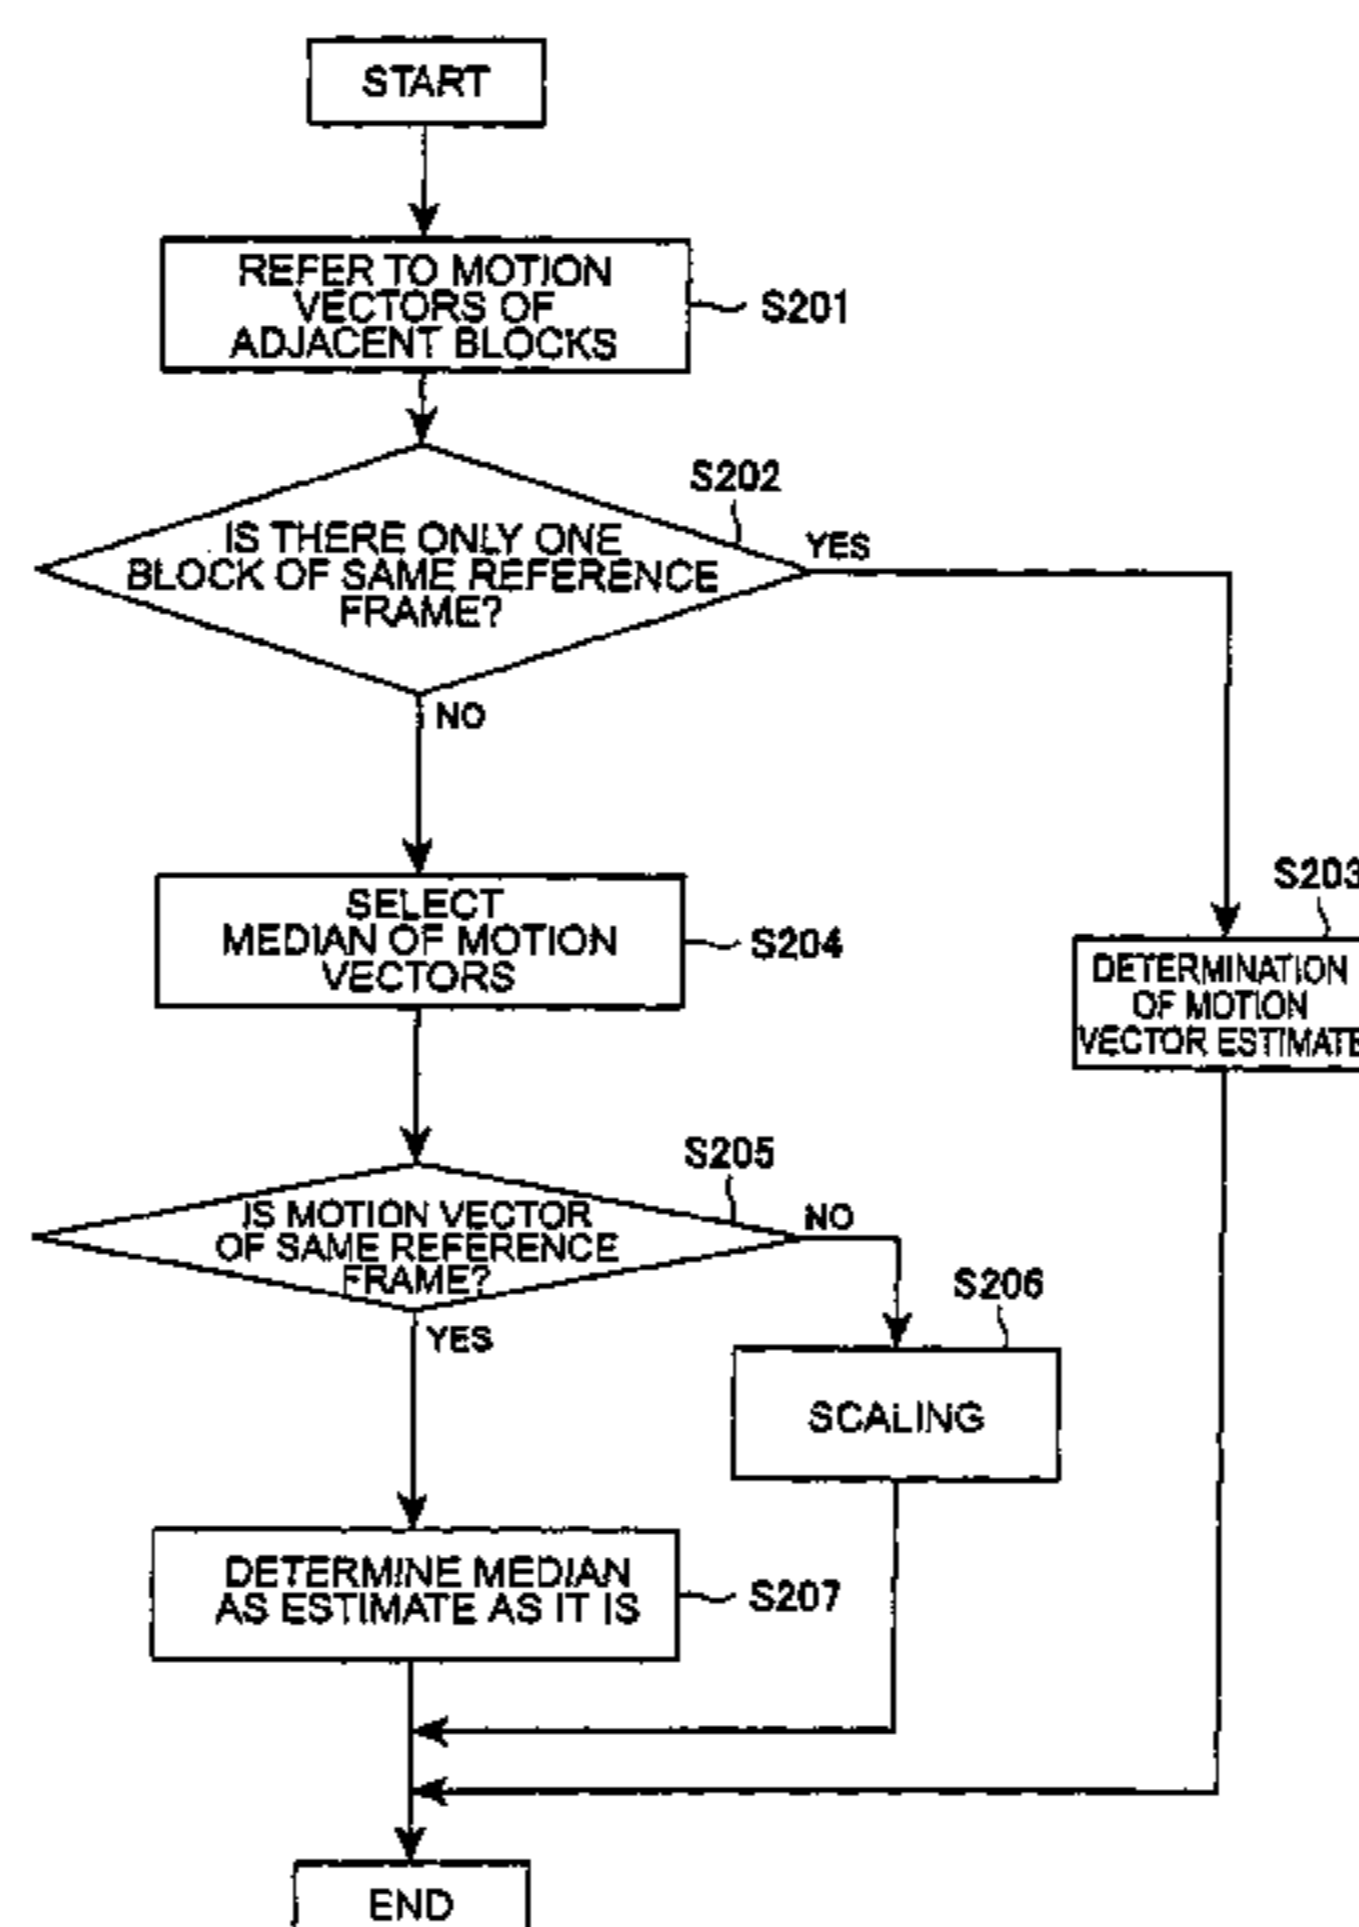 START
REFER TO MOTION
VECTORS OF
ADJACENT BLOCKS
S201
S202
IS THERE ONLY ONE
BLOCK OF SAME REFERENCE
FRAME?
YES
NO
S203
DETERMINATION
OF MOTION
VECTOR ESTIMATE
SELECT
MEDIAN OF MOTION
VECTORS
S204
S205
IS MOTION VECTOR
OF SAME REFERENCE
FRAME?
NO
YES
S206
SCALING
DETERMINE MEDIAN
AS ESTIMATE AS IT IS
S207
END